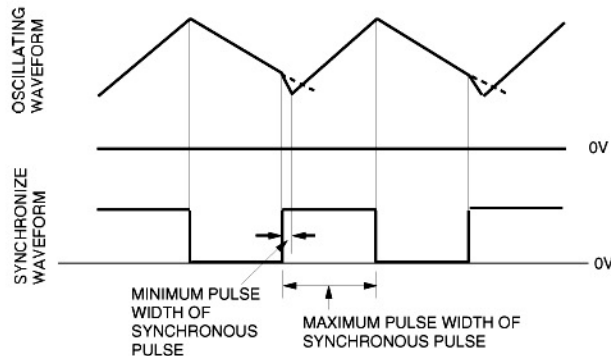 OSCILLATING
WAVEFORM
0V
SYNCHRONIZE
WAVEFORM
0V
MINIMUM PULSE
WIDTH OF
SYNCHRONOUS
PULSE
MAXIMUM PULSE WIDTH OF
SYNCHRONOUS PULSE